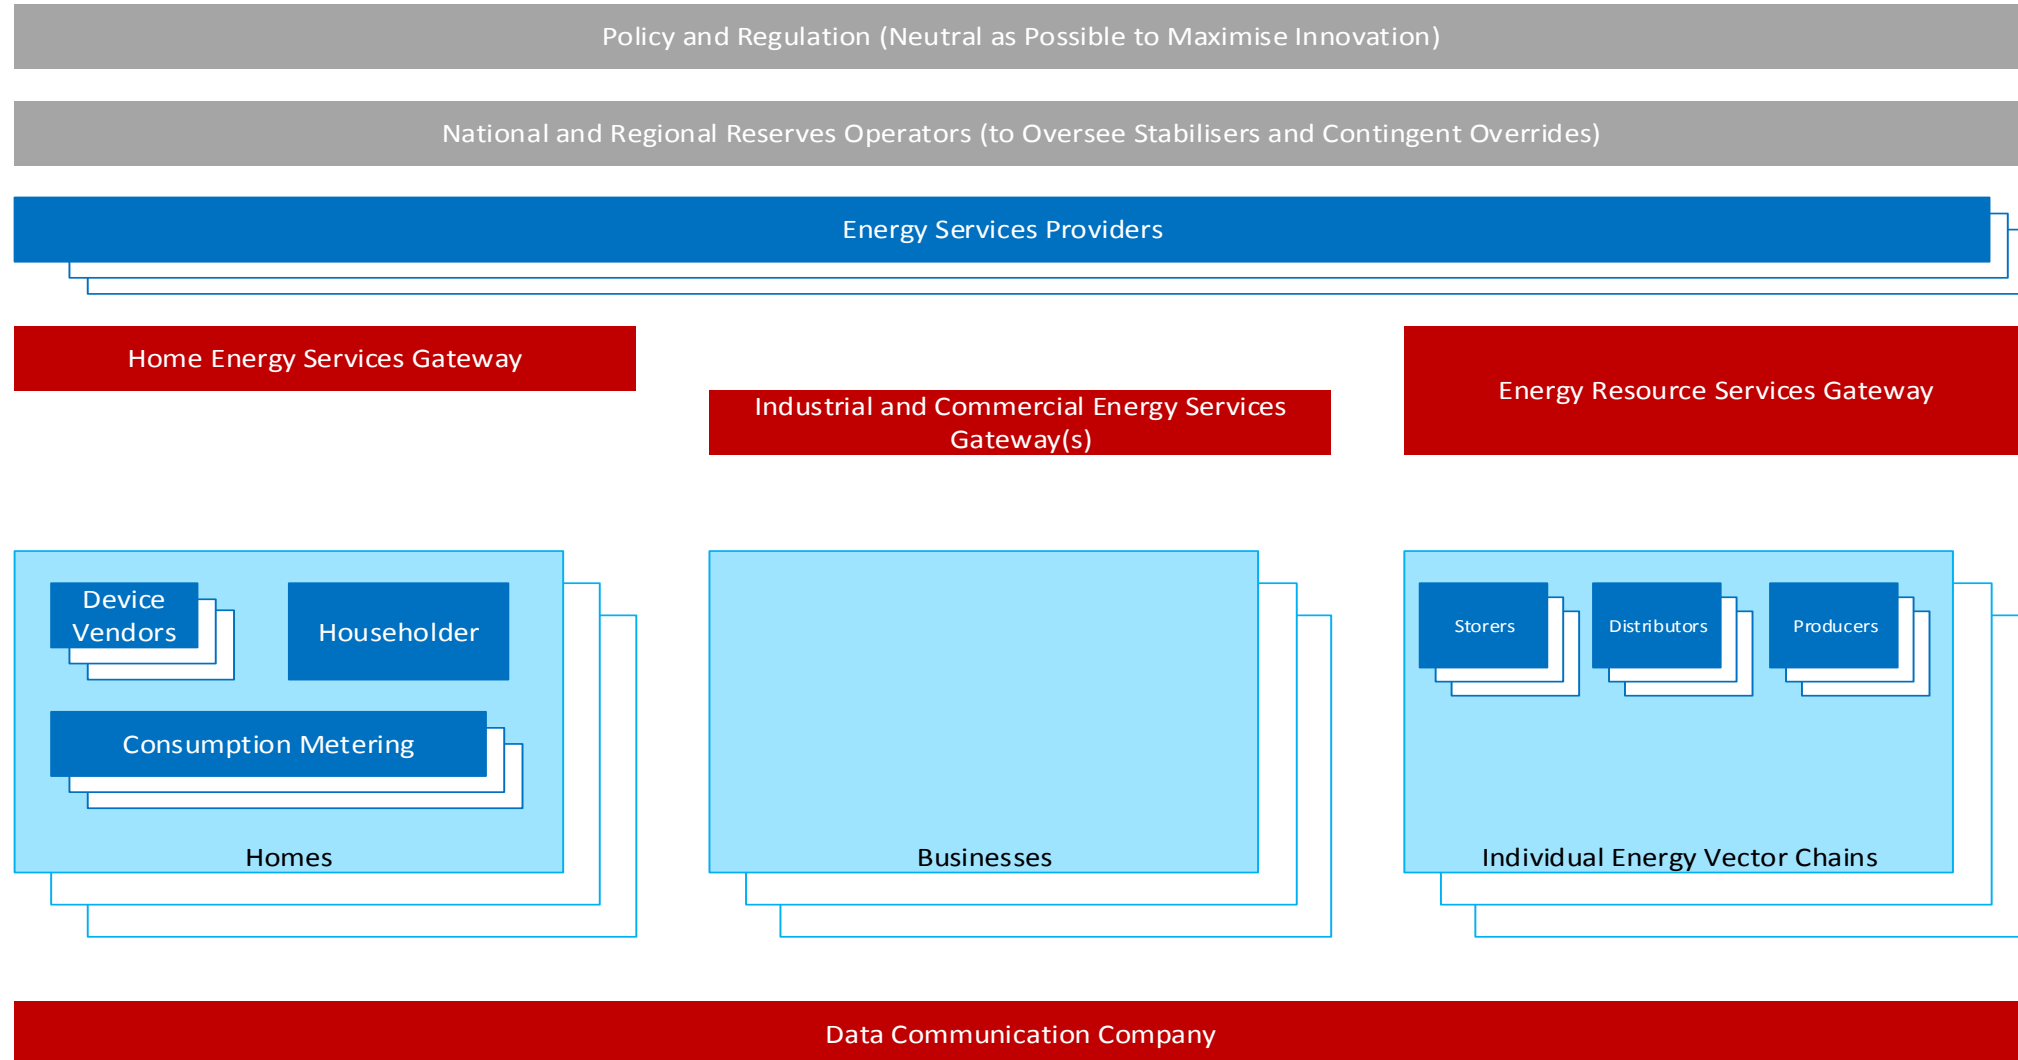 Policy and Regulation (Neutral as Possible to Maximise Innovation)
National and Regional Reserves Operators (to Oversee Stabilisers and Contingent Overrides)
Energy Services Providers
Home Energy Services Gateway
Industrial and Commercial Energy Services
Gateway(s)
Energy Resource Services Gateway
Device
Vendors
Householder
Consumption Metering
Homes
Businesses
Storers
Distributors
Producers
Individual Energy Vector Chains
Data Communication Company